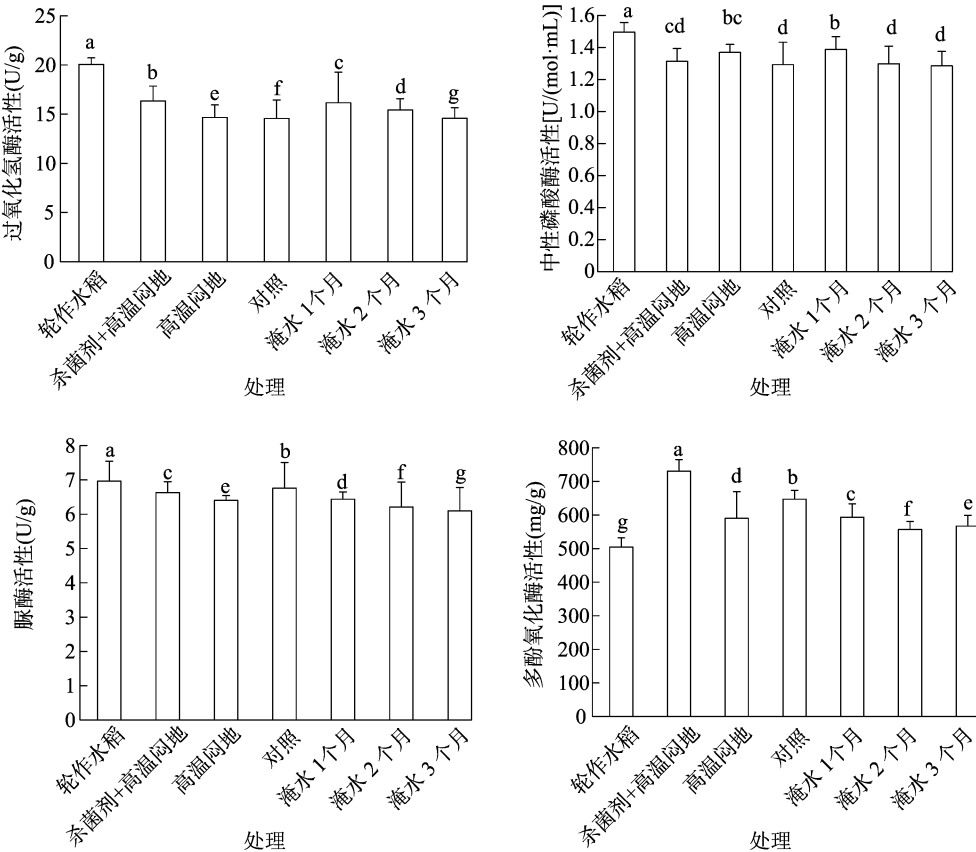 过氧化氢酶活性(U/g)
25
20
15
10
5
0
a
b
e
f
c
d
g
轮作水稻
杀菌剂+高温闷地
高温闷地
对照
淹水 1个月
淹水 2 个月
淹水 3 个月
处理
中性磷酸酶活性[U/(mol·mL)]
1.6
1.4
1.2
1.0
0.8
0.6
0.4
0.2
0
a
cd
bc
d
b
d
d
轮作水稻
杀菌剂+高温闷地
高温闷地
对照
淹水 1个月
淹水 2 个月
淹水 3 个月
处理
脲酶活性(U/g)
8
7
6
5
4
3
2
1
0
a
c
e
b
d
f
g
轮作水稻
杀菌剂+高温闷地
高温闷地
对照
淹水 1个月
淹水 2 个月
淹水 3 个月
处理
多酚氧化酶活性(mg/g)
800
700
600
500
400
300
200
100
0
g
a
d
b
c
f
e
轮作水稻
杀菌剂+高温闷地
高温闷地
对照
淹水 1个月
淹水 2 个月
淹水 3 个月
处理